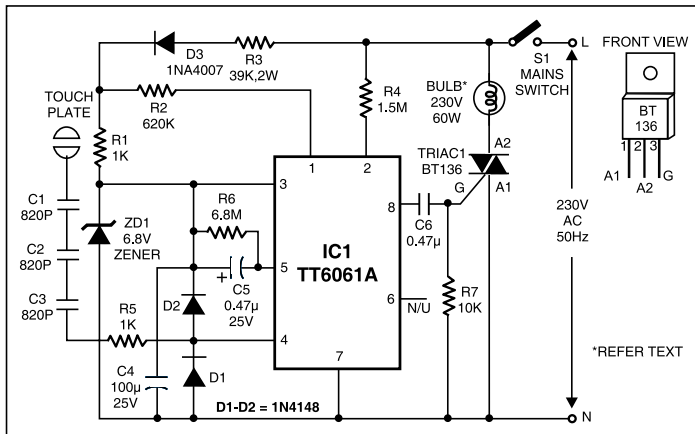 D3
1NA4007
R3
39K,2W
S1
MAINS
SWITCH
L
FRONT VIEW
BT
136
1 2 3
A1
A2
G
TOUCH
PLATE
R2
620K
R4
1.5M
BULB*
230V
60W
R1
1K
1
2
TRIAC1
BT136
A2
G
A1
C1
820P
ZD1
6.8V
ZENER
3
R6
6.8M
IC1
TT6061A
8
C6
0.47µ
230V
AC
50Hz
C2
820P
+
C5
0.47µ
25V
5
C3
820P
D2
R5
1K
6
N/U
R7
10K
4
C4
100µ
25V
D1
7
D1-D2 = 1N4148
*REFER TEXT
N